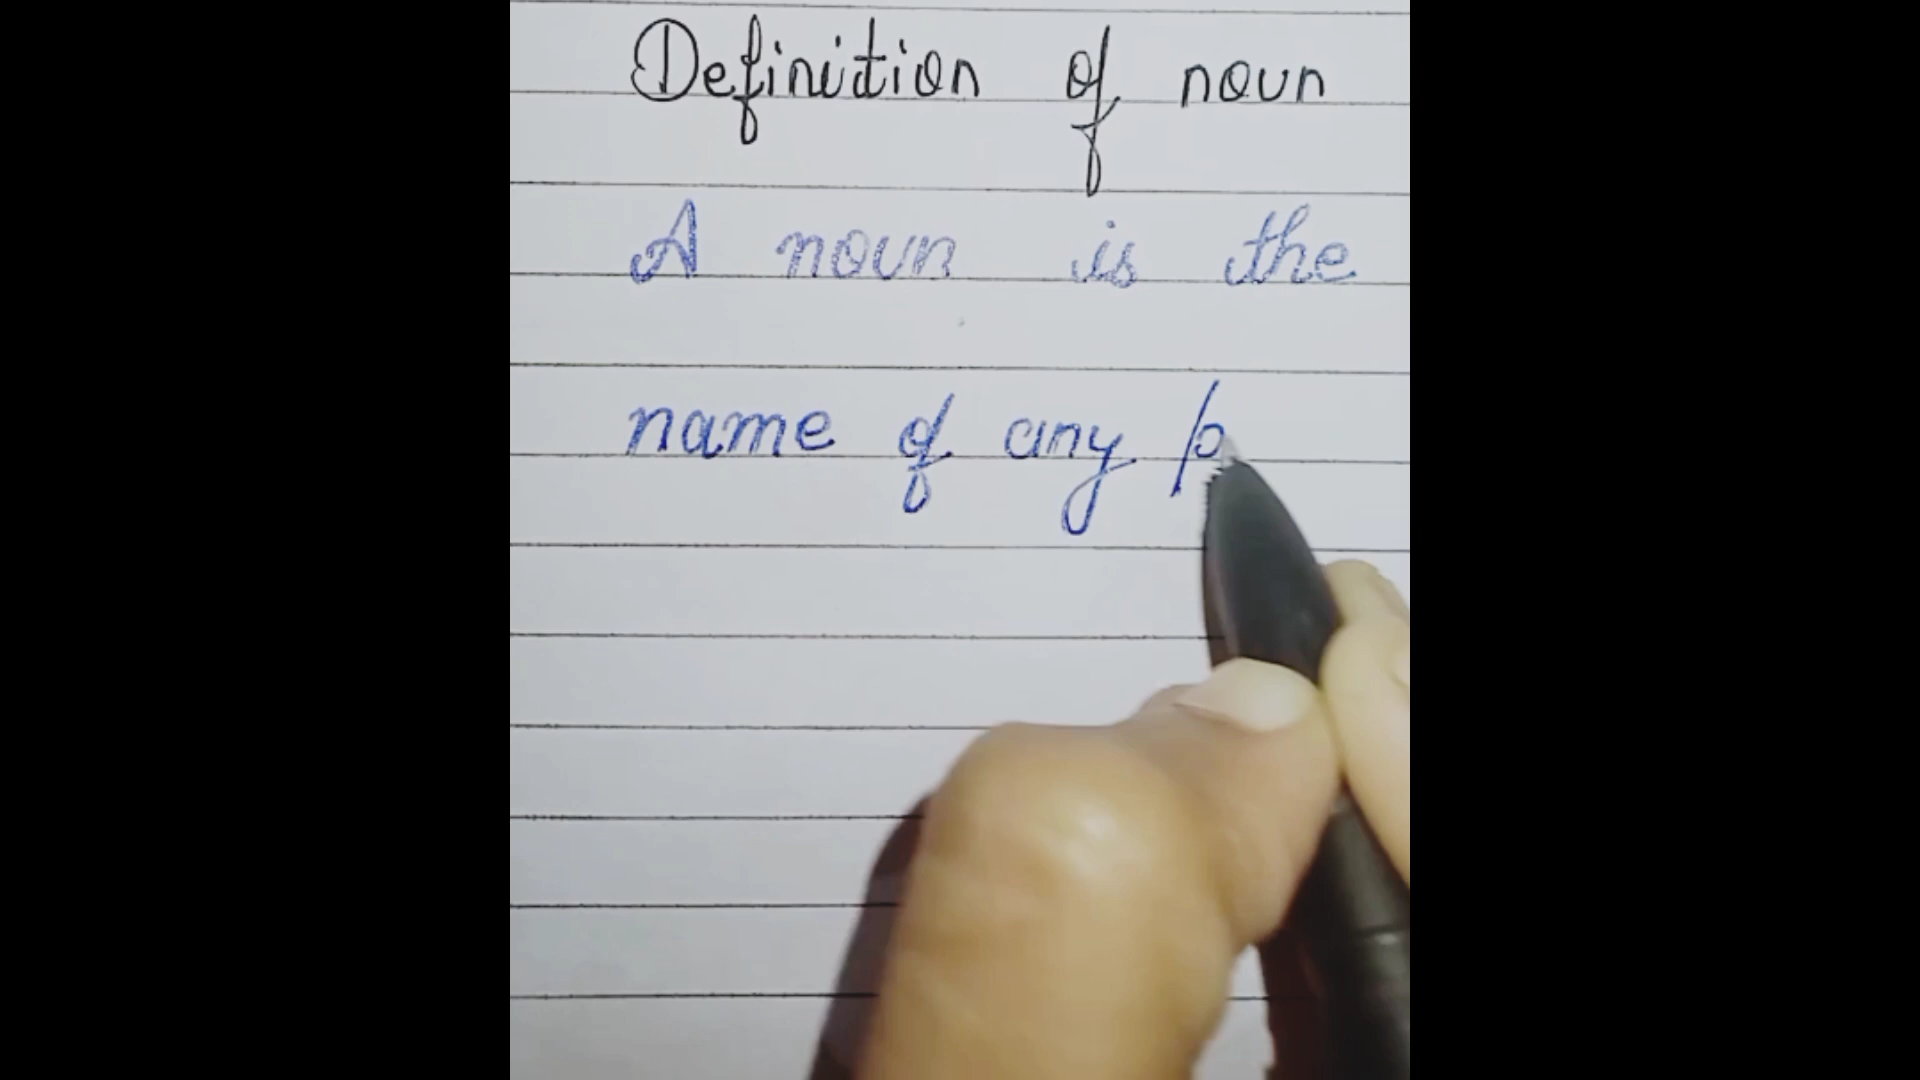 Definition of noun
A noun is the
name of any p